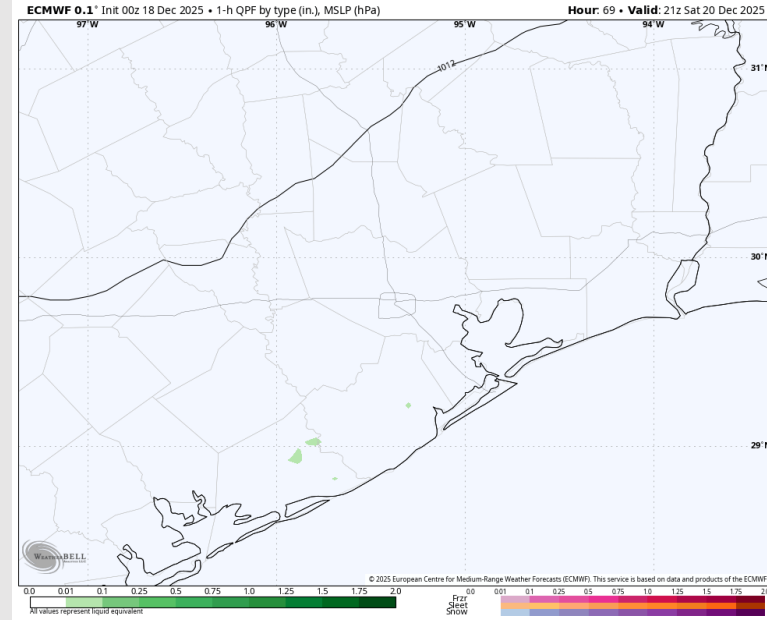 ECMWF 0.1° Init 00z 18 Dec 2025 • 1-h QPF by type (in.), MSLP (hPa)
Hour: 69 • Valid: 21z Sat 20 Dec 2025
97°W 96°W 95°W 94°W
1012
31°N
30°N
29°N
WEATHERBELL
© 2025 European Centre for Medium-Range Weather Forecasts (ECMWF). This service is based on data and products of the ECMWF
0.0 0.01 0.1 0.25 0.5 0.75 1.0 1.25 1.5 1.75 2.0
All values represent liquid equivalent
0.0 0.01 0.1 0.25 0.5 0.75 1.0 1.25 1.5 1.75 2.0
Frzr
Sleet
Snow